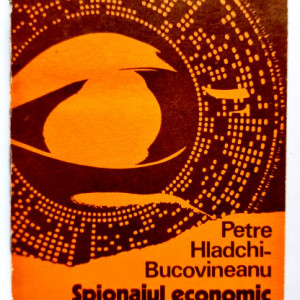 Petre
Hladchi-
Bucovineanu
Spionajul economic